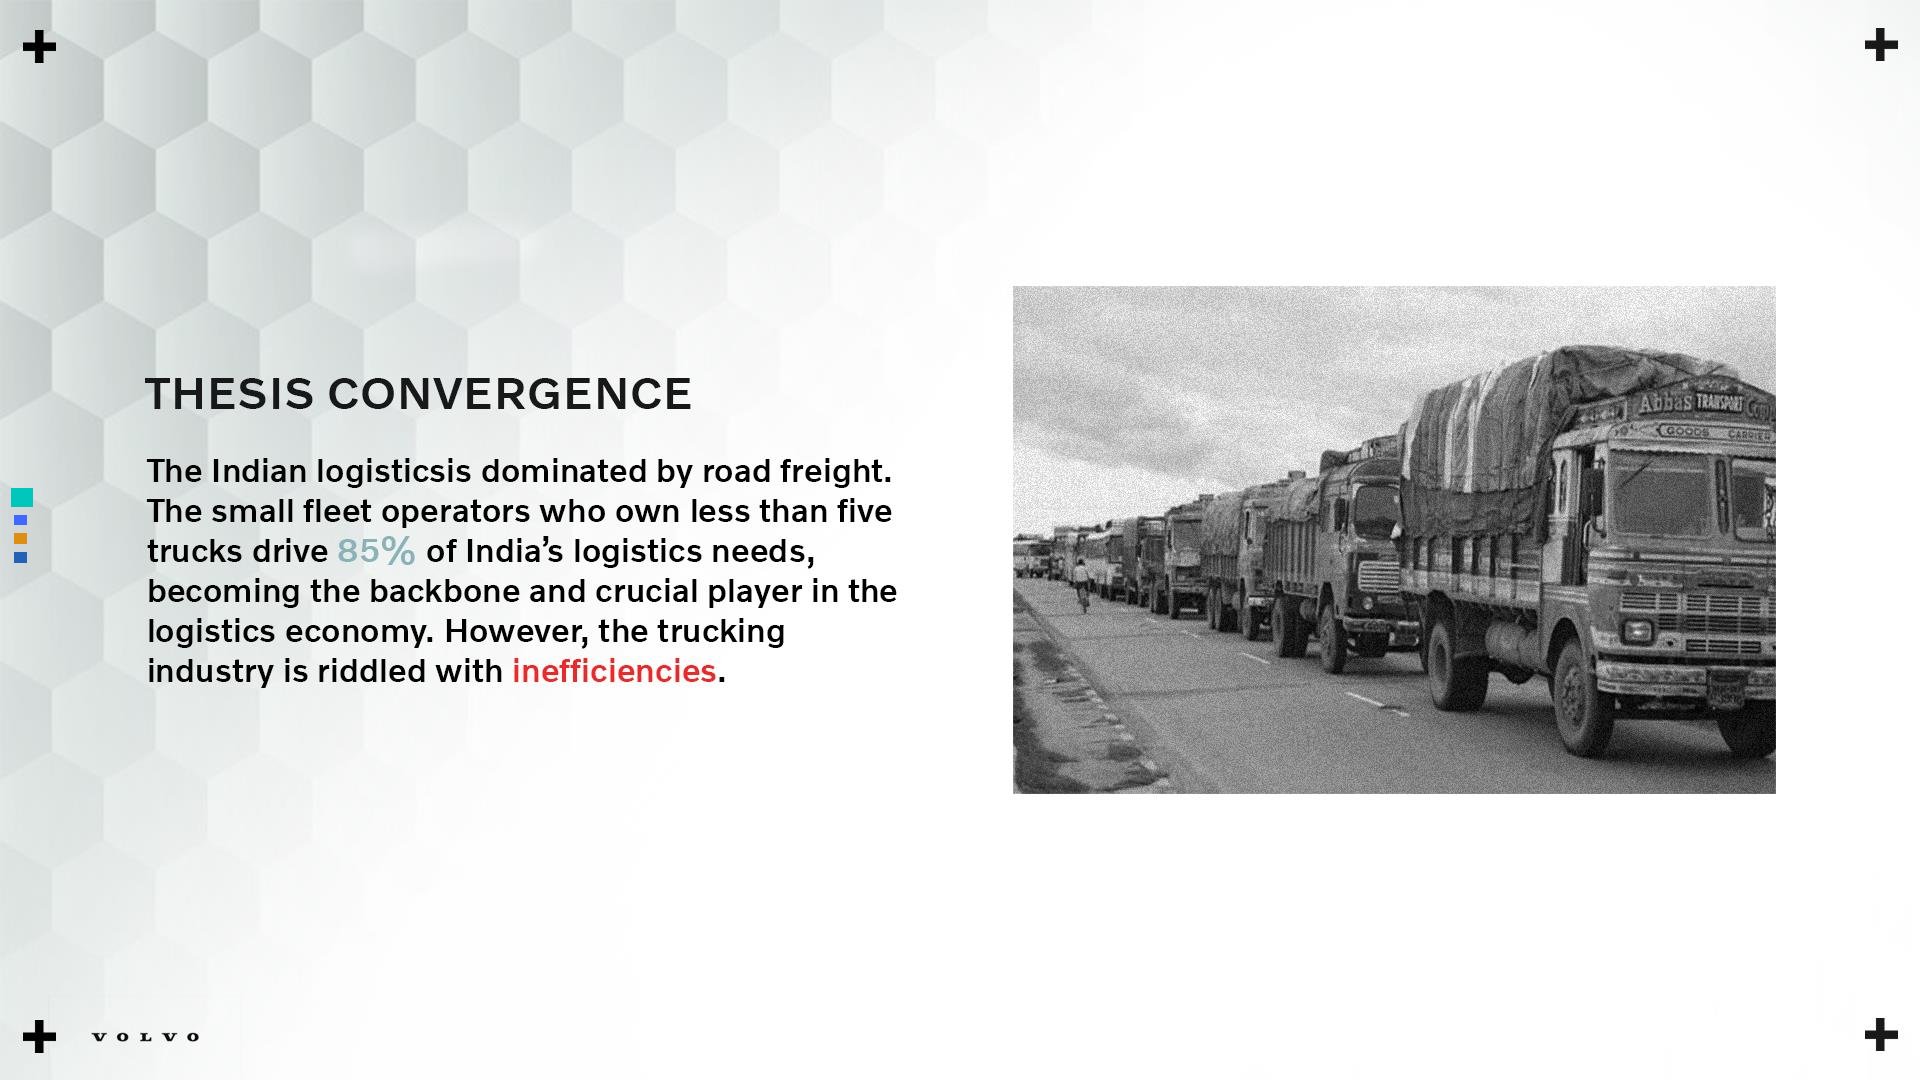 THESIS CONVERGENCE
The Indian logisticsis dominated by road freight.
The small fleet operators who own less than five
trucks drive 85% of India’s logistics needs,
becoming the backbone and crucial player in the
logistics economy. However, the trucking
industry is riddled with inefficiencies.
Abbas TRANSPORT
GOODS CARRIER
VOLVO